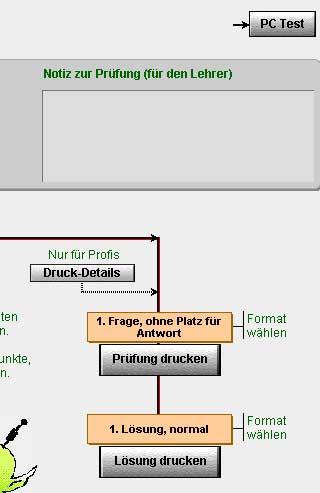 PC Test
Notiz zur Prüfung (für den Lehrer)
Nur für Profis
Druck-Details
ten
n.
1. Frage, ohne Platz für
Antwort
Format
wählen
Prüfung drucken
unkte,
n.
1. Lösung, normal
Format
wählen
Lösung drucken